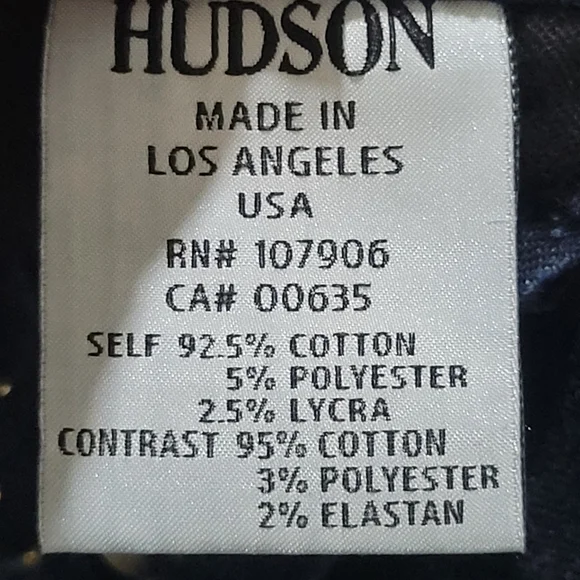 HUDSON
MADE IN
LOS ANGELES
USA
RN# 107906
CA# 00635
SELF 92.5% COTTON
5% POLYESTER
2.5% LYCRA
CONTRAST 95% COTTON
3% POLYESTER
2% ELASTAN